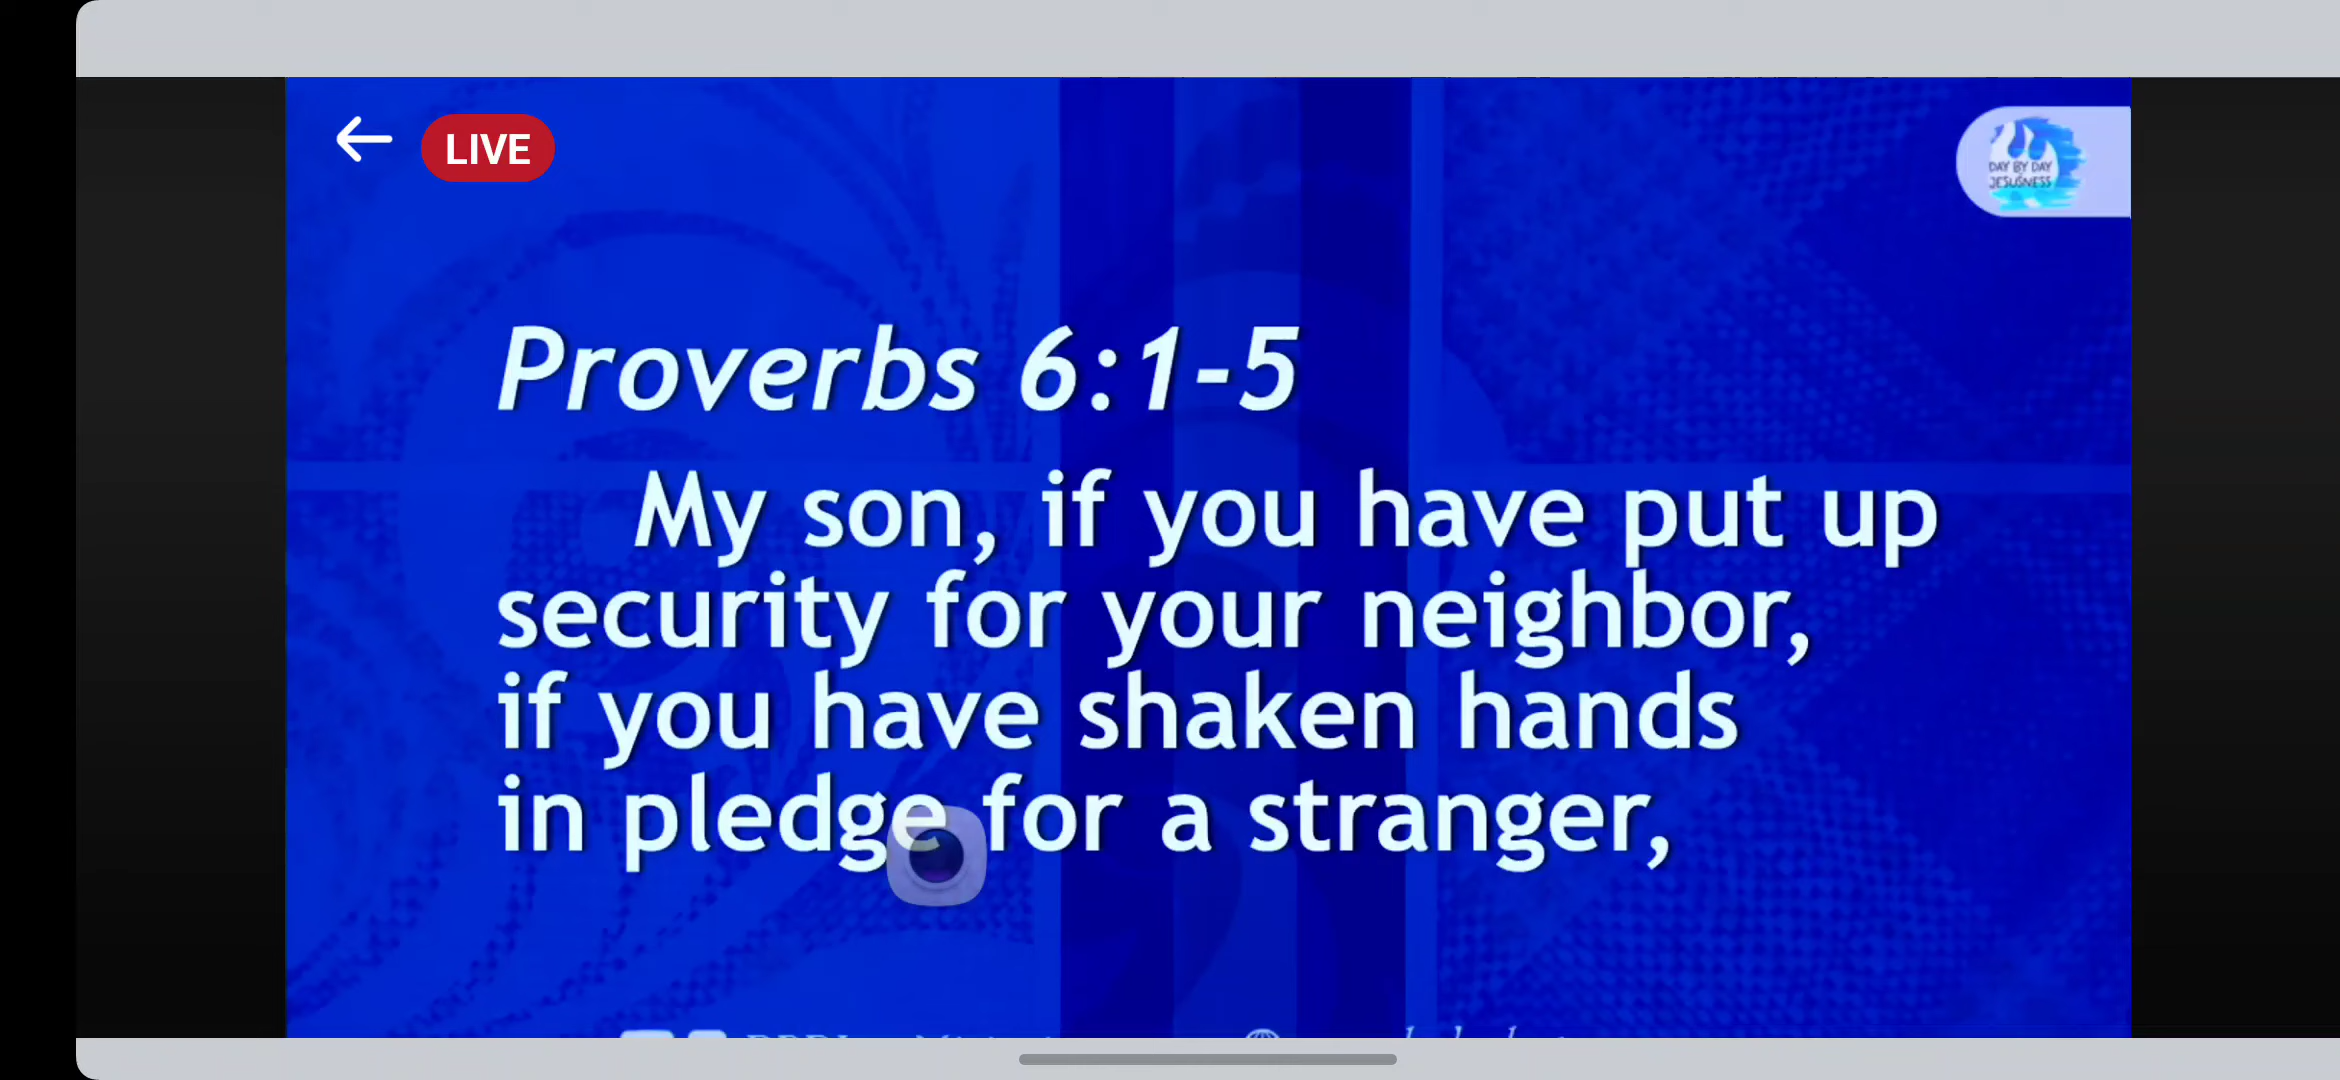 LIVE
DAY BY DAY
JESUSNESS
Proverbs 6:1-5
My son, if you have put up
security for your neighbor,
if you have shaken hands
in pledge for a stranger,